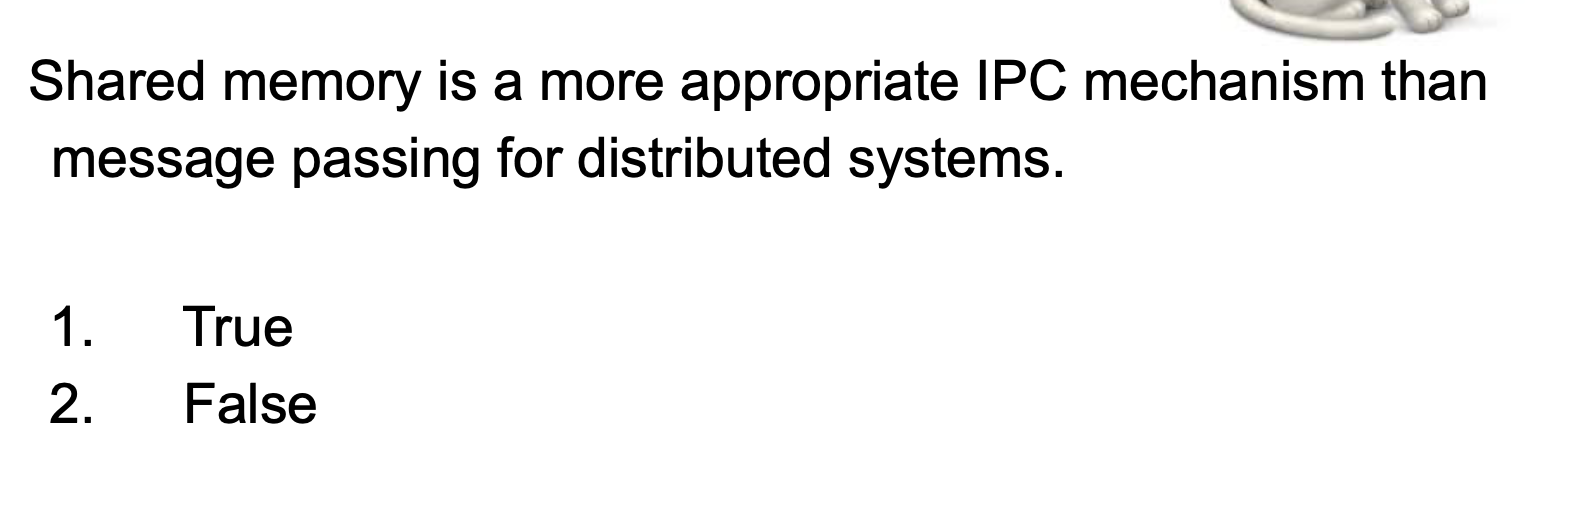 Shared memory is a more appropriate IPC mechanism than
message passing for distributed systems.
1. True
2. False